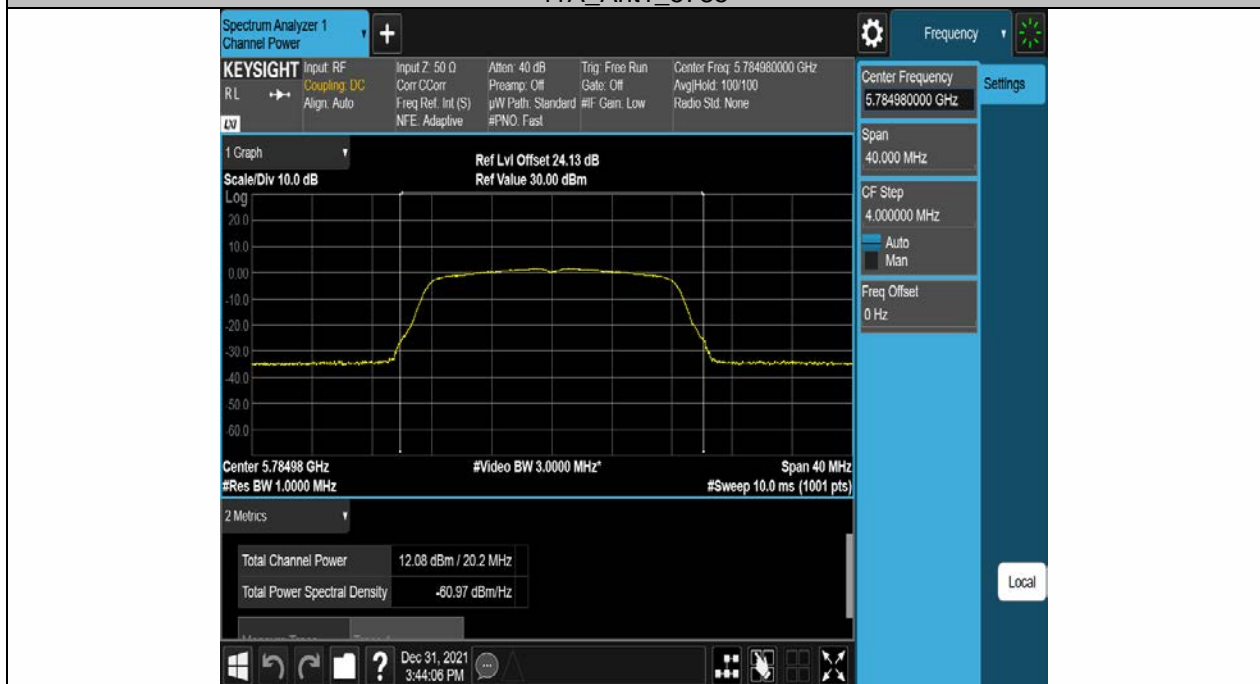 11A_Ant1_5785
Spectrum Analyzer 1
Channel Power
Frequency
KEYSIGHT
RL
LXI
Input: RF
Coupling: DC
Align: Auto
Input Z: 50 Ω
Corr CCorr
Freq Ref: Int (S)
NFE: Adaptive
Atten: 40 dB
Preamp: Off
µW Path: Standard
#PNO: Fast
Trig: Free Run
Gate: Off
#IF Gain: Low
Center Freq: 5.784980000 GHz
Avg|Hold: 100/100
Radio Std: None
Center Frequency
5.784980000 GHz
Settings
Span
40.000 MHz
CF Step
4.000000 MHz
Auto
Man
Freq Offset
0 Hz
Local
1 Graph
Scale/Div 10.0 dB
Ref Lvl Offset 24.13 dB
Ref Value 30.00 dBm
Log
20.0
10.0
0.00
-10.0
-20.0
-30.0
-40.0
-50.0
-60.0
Center 5.78498 GHz
#Video BW 3.0000 MHz*
Span 40 MHz
#Res BW 1.0000 MHz
#Sweep 10.0 ms (1001 pts)
2 Metrics
Total Channel Power 12.08 dBm / 20.2 MHz
Total Power Spectral Density -60.97 dBm/Hz
?
Dec 31, 2021
3:44:06 PM